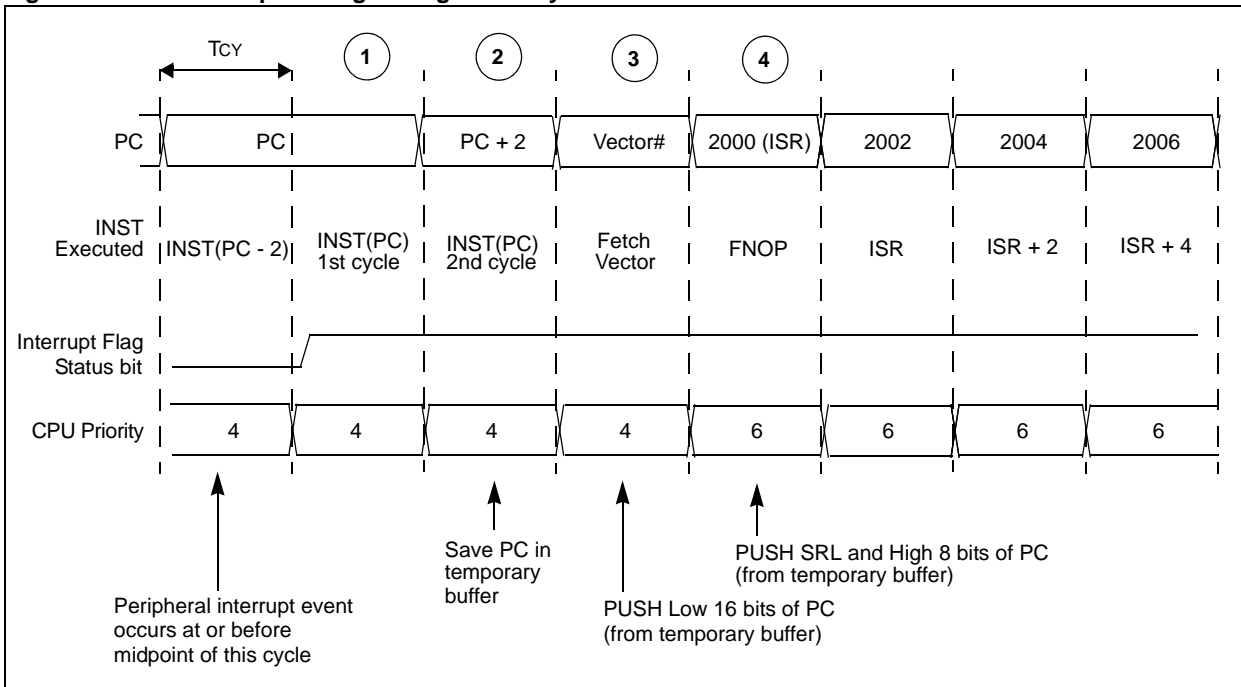 TCY 1 2 3 4
PC PC PC + 2 Vector# 2000 (ISR) 2002 2004 2006
INST
Executed
INST(PC - 2)
INST(PC)
1st cycle
INST(PC)
2nd cycle
Fetch
Vector
FNOP
ISR
ISR + 2
ISR + 4
Interrupt Flag
Status bit
CPU Priority 4 4 4 4 6 6 6 6
Peripheral interrupt event
occurs at or before
midpoint of this cycle
Save PC in
temporary
buffer
PUSH Low 16 bits of PC
(from temporary buffer)
PUSH SRL and High 8 bits of PC
(from temporary buffer)